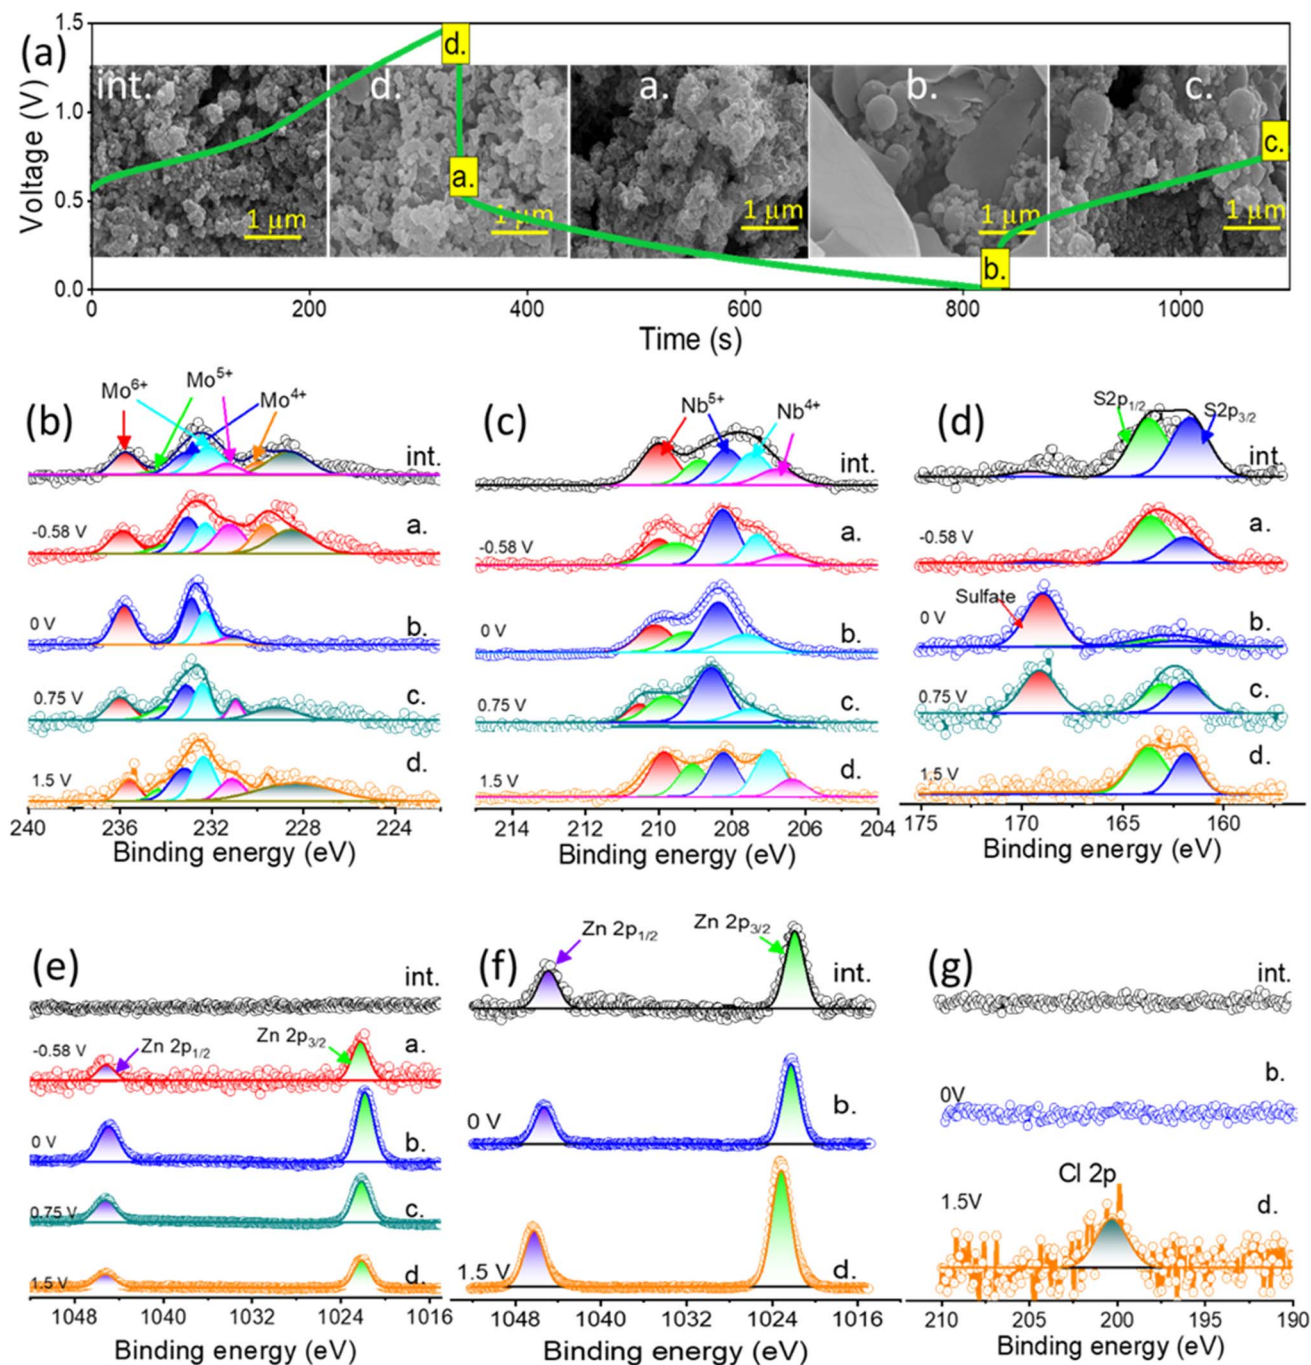 (a)
1.5
1.0
0.5
0.0
Voltage (V)
int.
d.
a.
b.
c.
d.
a.
b.
c.
1 μm
1 μm
1 μm
1 μm
1 μm
0
200
400
600
800
1000
Time (s)
(b)
Mo⁶⁺
Mo⁵⁺
Mo⁴⁺
int.
-0.58 V
a.
0 V
b.
0.75 V
c.
1.5 V
d.
240
236
232
228
224
Binding energy (eV)
(c)
Nb⁵⁺
Nb⁴⁺
int.
-0.58 V
a.
0 V
b.
0.75 V
c.
1.5 V
d.
214
212
210
208
206
204
Binding energy (eV)
(d)
S2p₁/₂
S2p₃/₂
int.
-0.58 V
a.
Sulfate
0 V
b.
0.75 V
c.
1.5 V
d.
175
170
165
160
Binding energy (eV)
(e)
int.
-0.58 V
Zn 2p₁/₂
Zn 2p₃/₂
a.
0 V
b.
0.75 V
c.
1.5 V
d.
1048
1040
1032
1024
1015
Binding energy (eV)
(f)
Zn 2p₁/₂
Zn 2p₃/₂
int.
0 V
b.
1.5 V
d.
1048
1040
1032
1024
1016
Binding energy (eV)
(g)
int.
0V
b.
Cl 2p
1.5V
d.
210
205
200
195
190
Binding energy (eV)